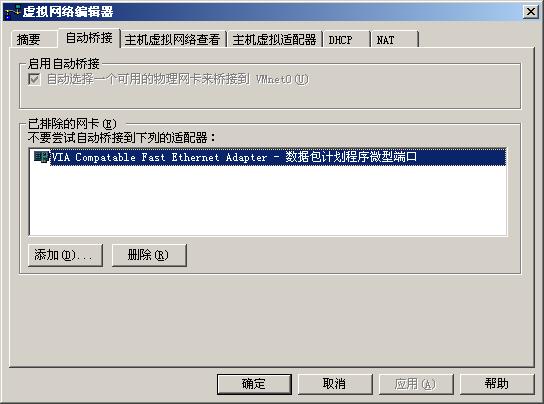 虚拟网络编辑器
摘要 自动桥接 主机虚拟网络查看 主机虚拟适配器 DHCP NAT
启用自动桥接
自动选择一个可用的物理网卡来桥接到 VMnet0(U)
已排除的网卡(E)
不要尝试自动桥接到下列的适配器:
VIA Compatable Fast Ethernet Adapter - 数据包计划程序微型端口
添加(D)... 删除(R)
确定 取消 应用(A) 帮助